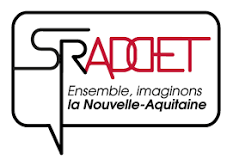 SRADDET
Ensemble, imaginons
la Nouvelle-Aquitaine